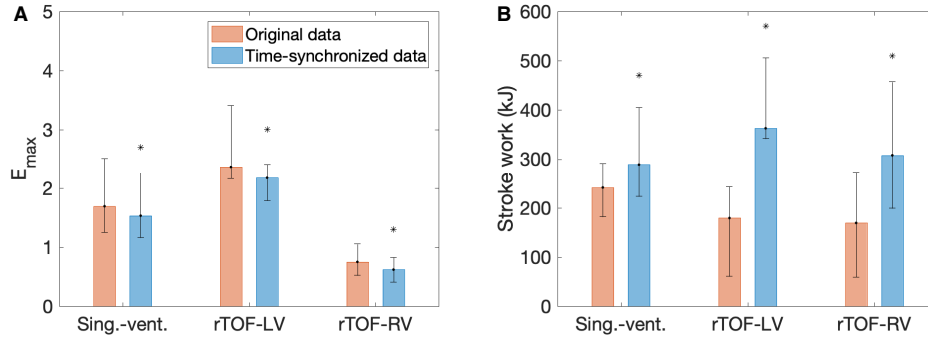 A
5
4
3
2
1
0
E_max
Original data
Time-synchronized data
*
*
*
Sing.-vent.
rTOF-LV
rTOF-RV
B
600
500
400
300
200
100
0
Stroke work (kJ)
*
*
*
Sing.-vent.
rTOF-LV
rTOF-RV